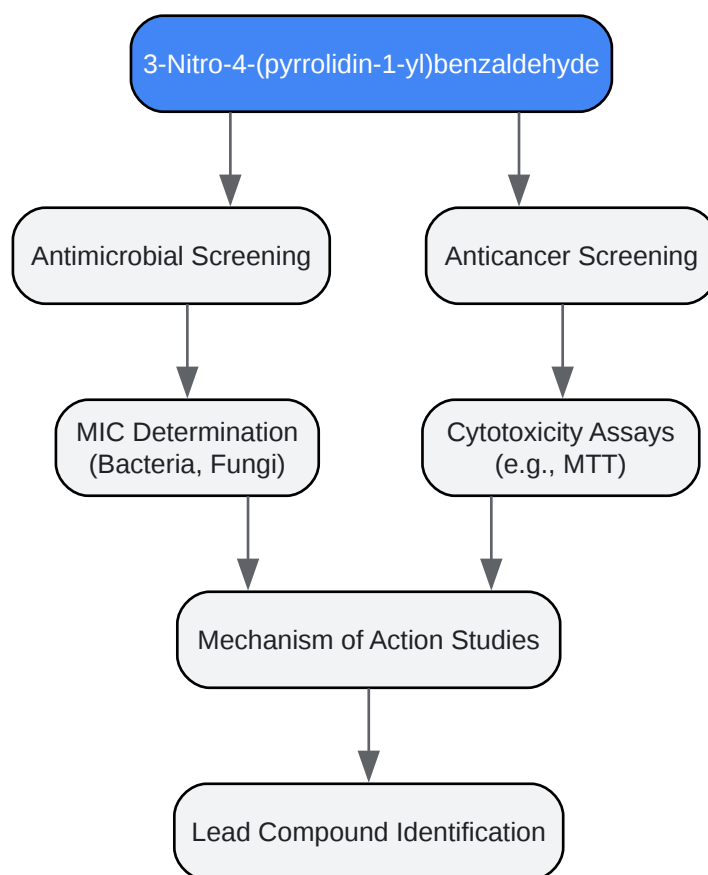 3-Nitro-4-(pyrrolidin-1-yl)benzaldehyde
Antimicrobial Screening
Anticancer Screening
MIC Determination
(Bacteria, Fungi)
Cytotoxicity Assays
(e.g., MTT)
Mechanism of Action Studies
Lead Compound Identification